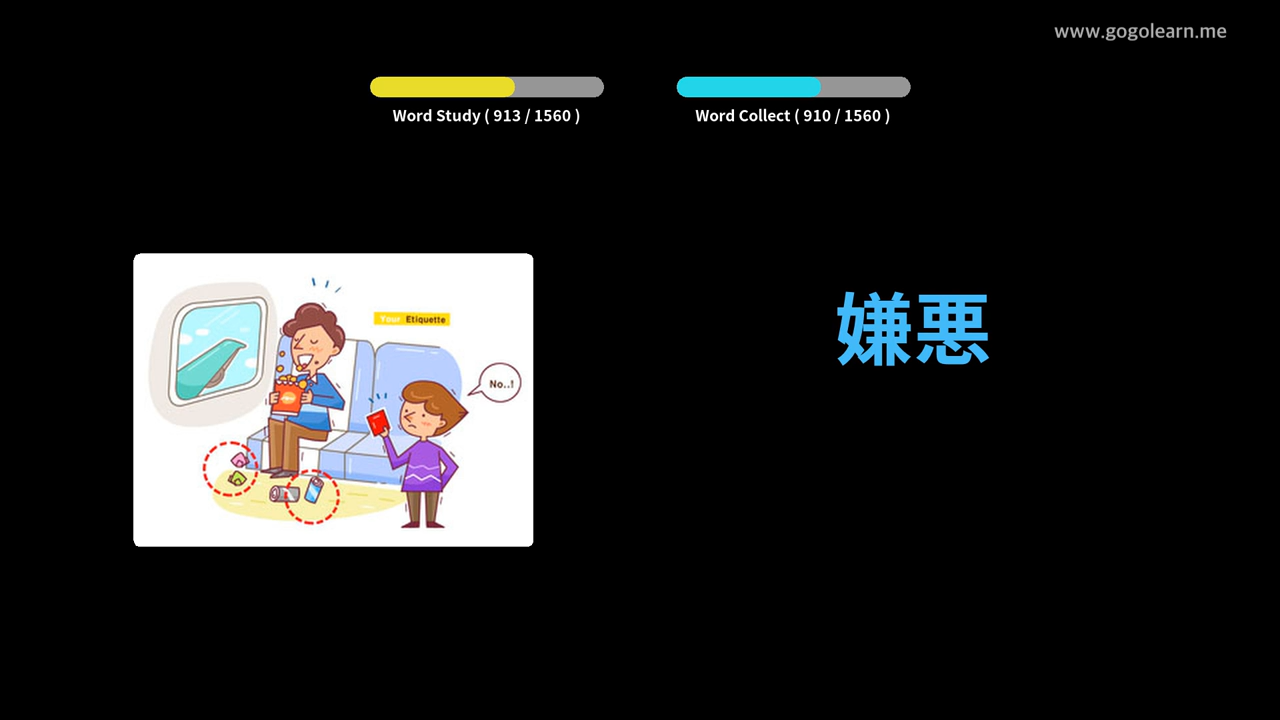 www.gogolearn.me
Word Study ( 913 / 1560 )
Word Collect ( 910 / 1560 )
Your Etiquette
No..!
嫌悪